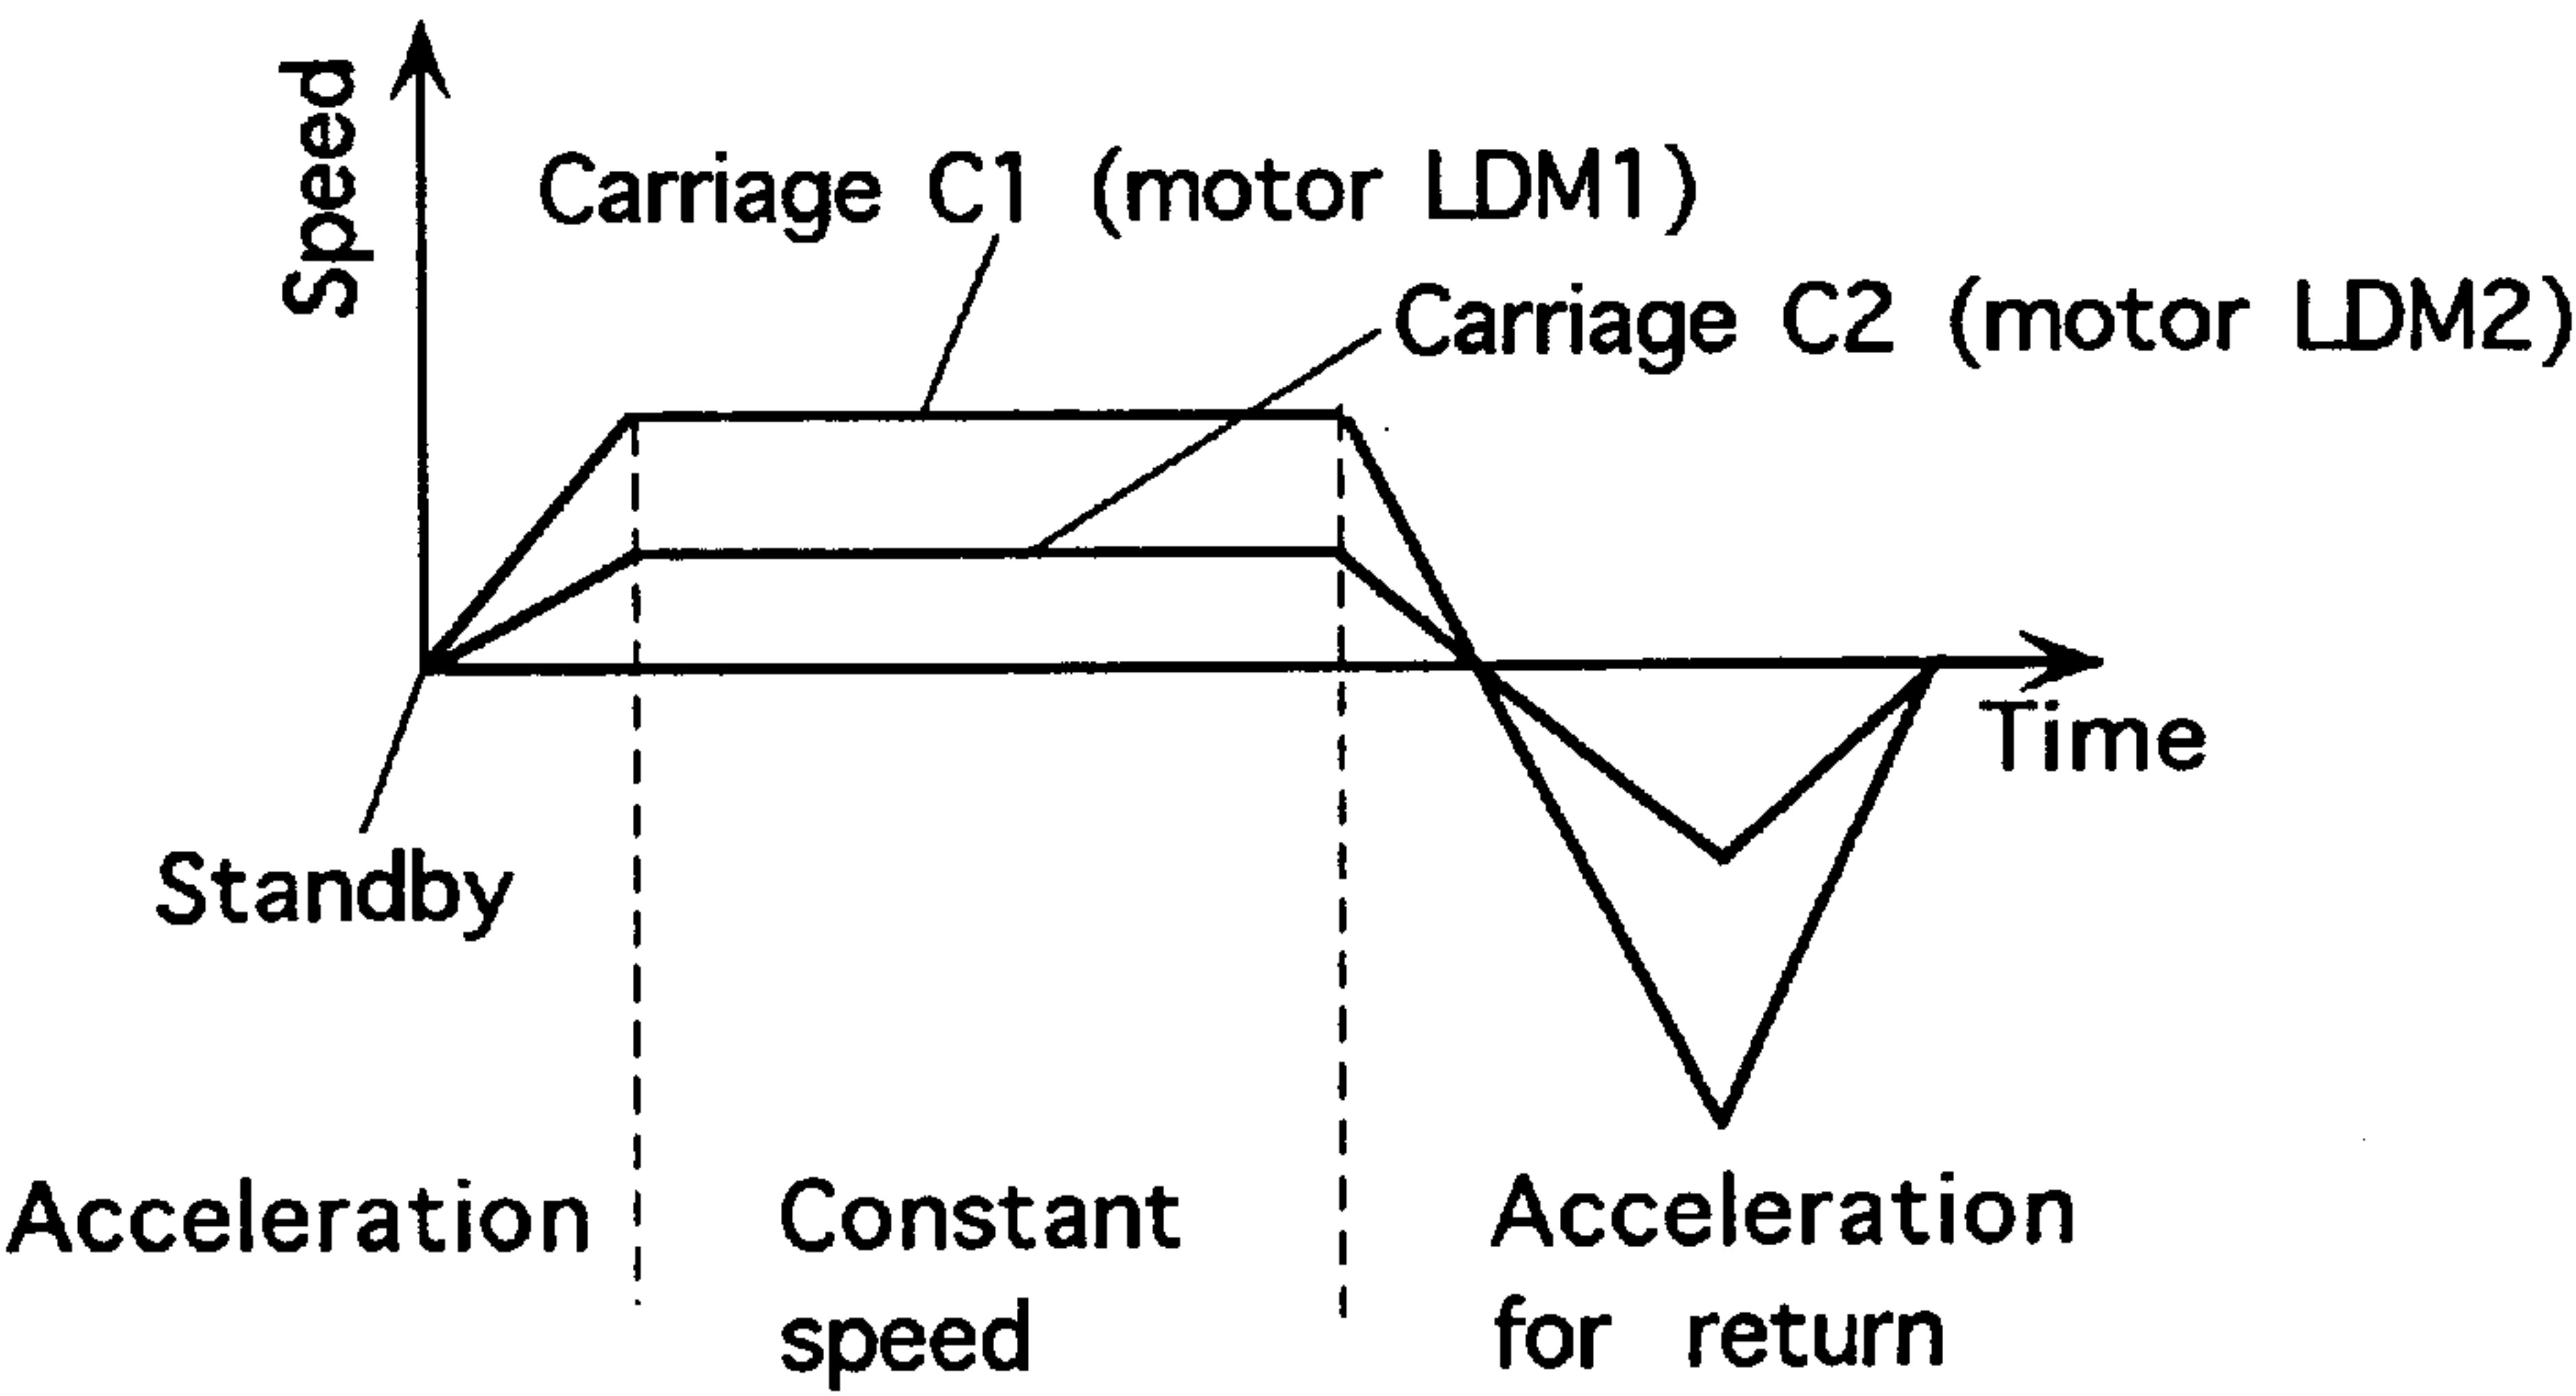 Speed
Carriage C1 (motor LDM1)
Carriage C2 (motor LDM2)
Time
Standby
Acceleration
Constant
speed
Acceleration
for return